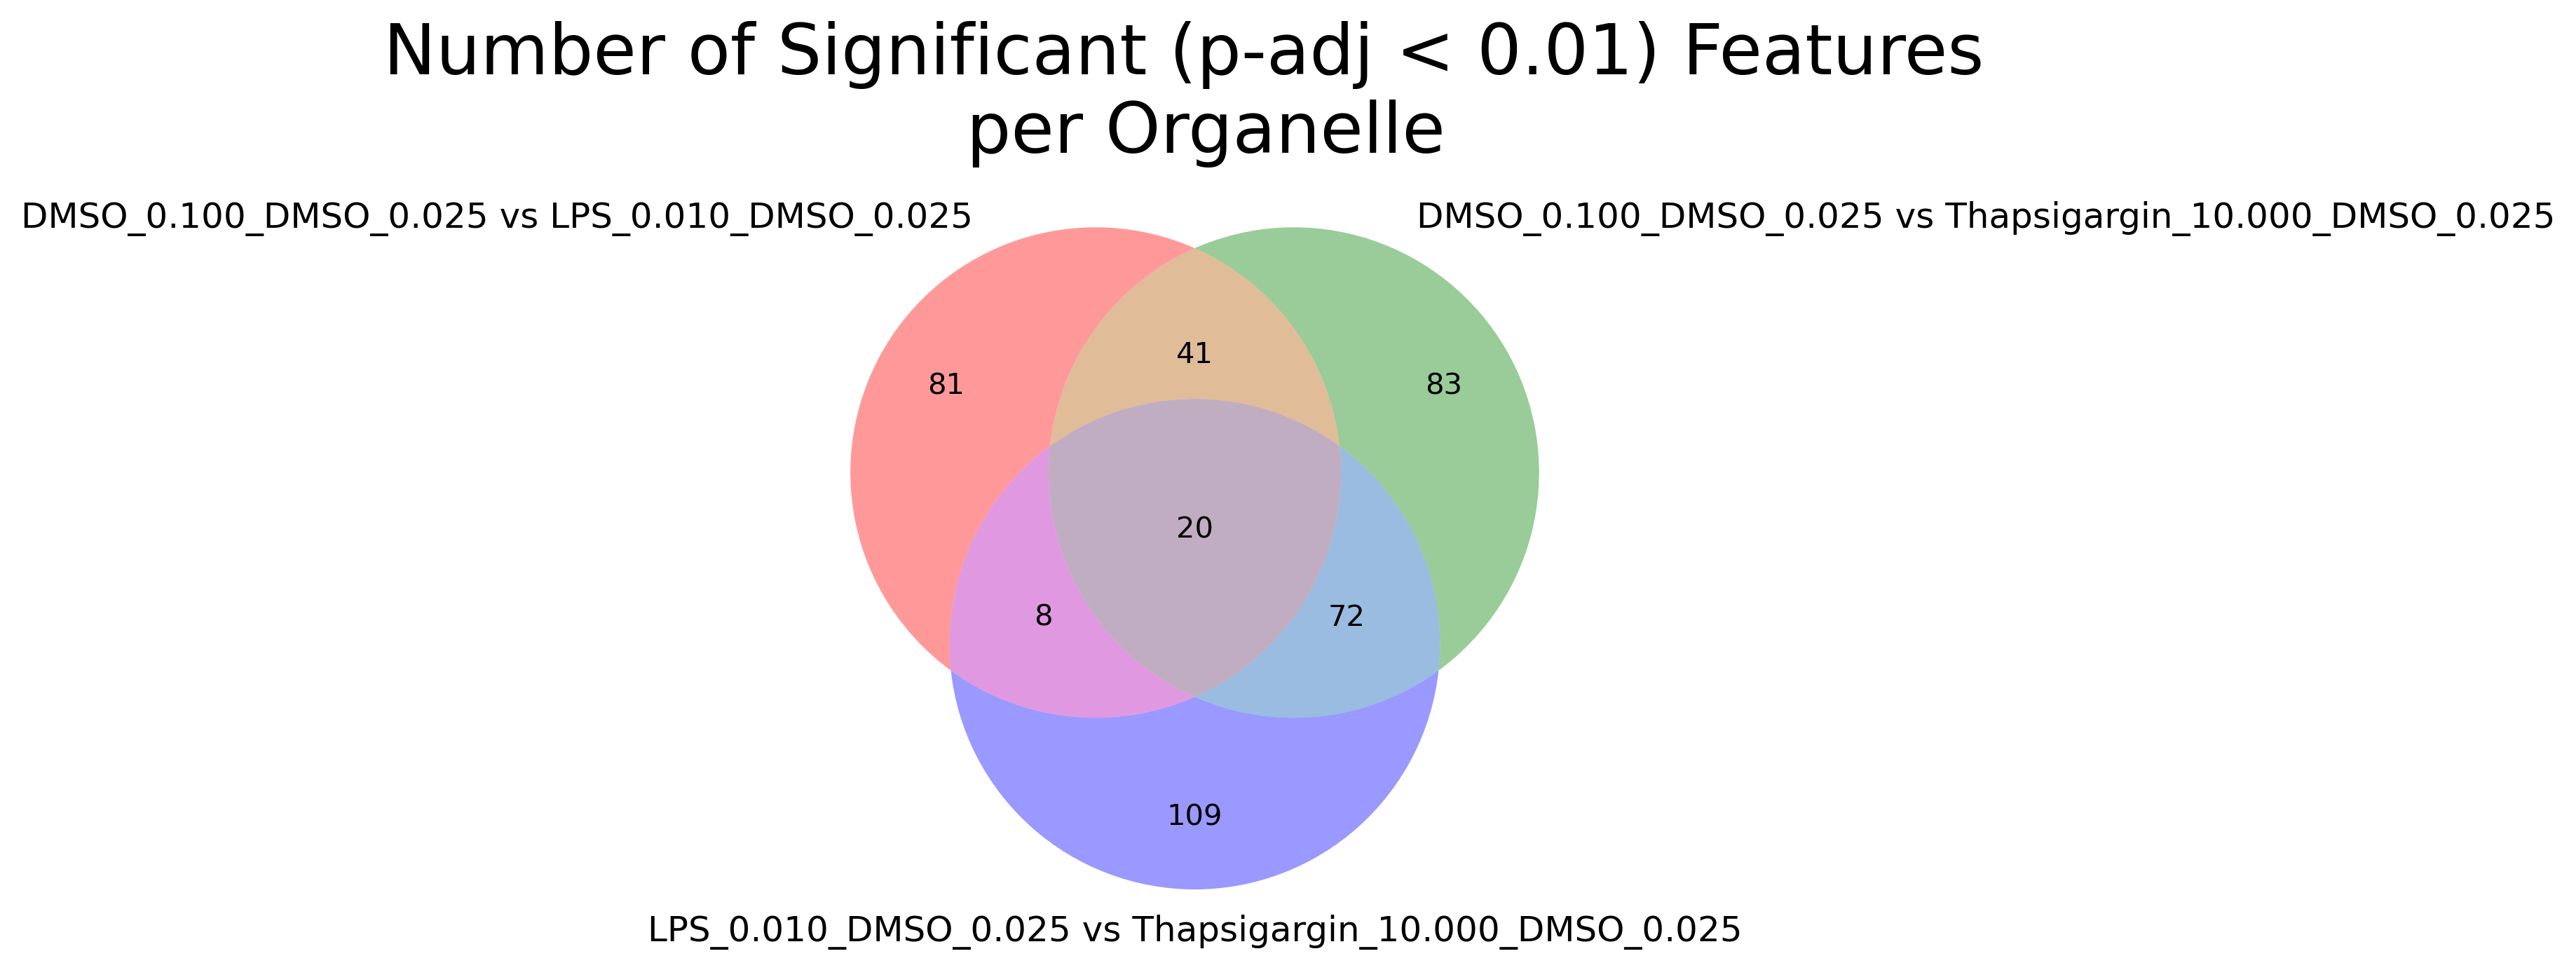 Number of Significant (p-adj < 0.01) Features
per Organelle
DMSO_0.100_DMSO_0.025 vs LPS_0.010_DMSO_0.025
DMSO_0.100_DMSO_0.025 vs Thapsigargin_10.000_DMSO_0.025
41
81
83
20
8
72
109
LPS_0.010_DMSO_0.025 vs Thapsigargin_10.000_DMSO_0.025